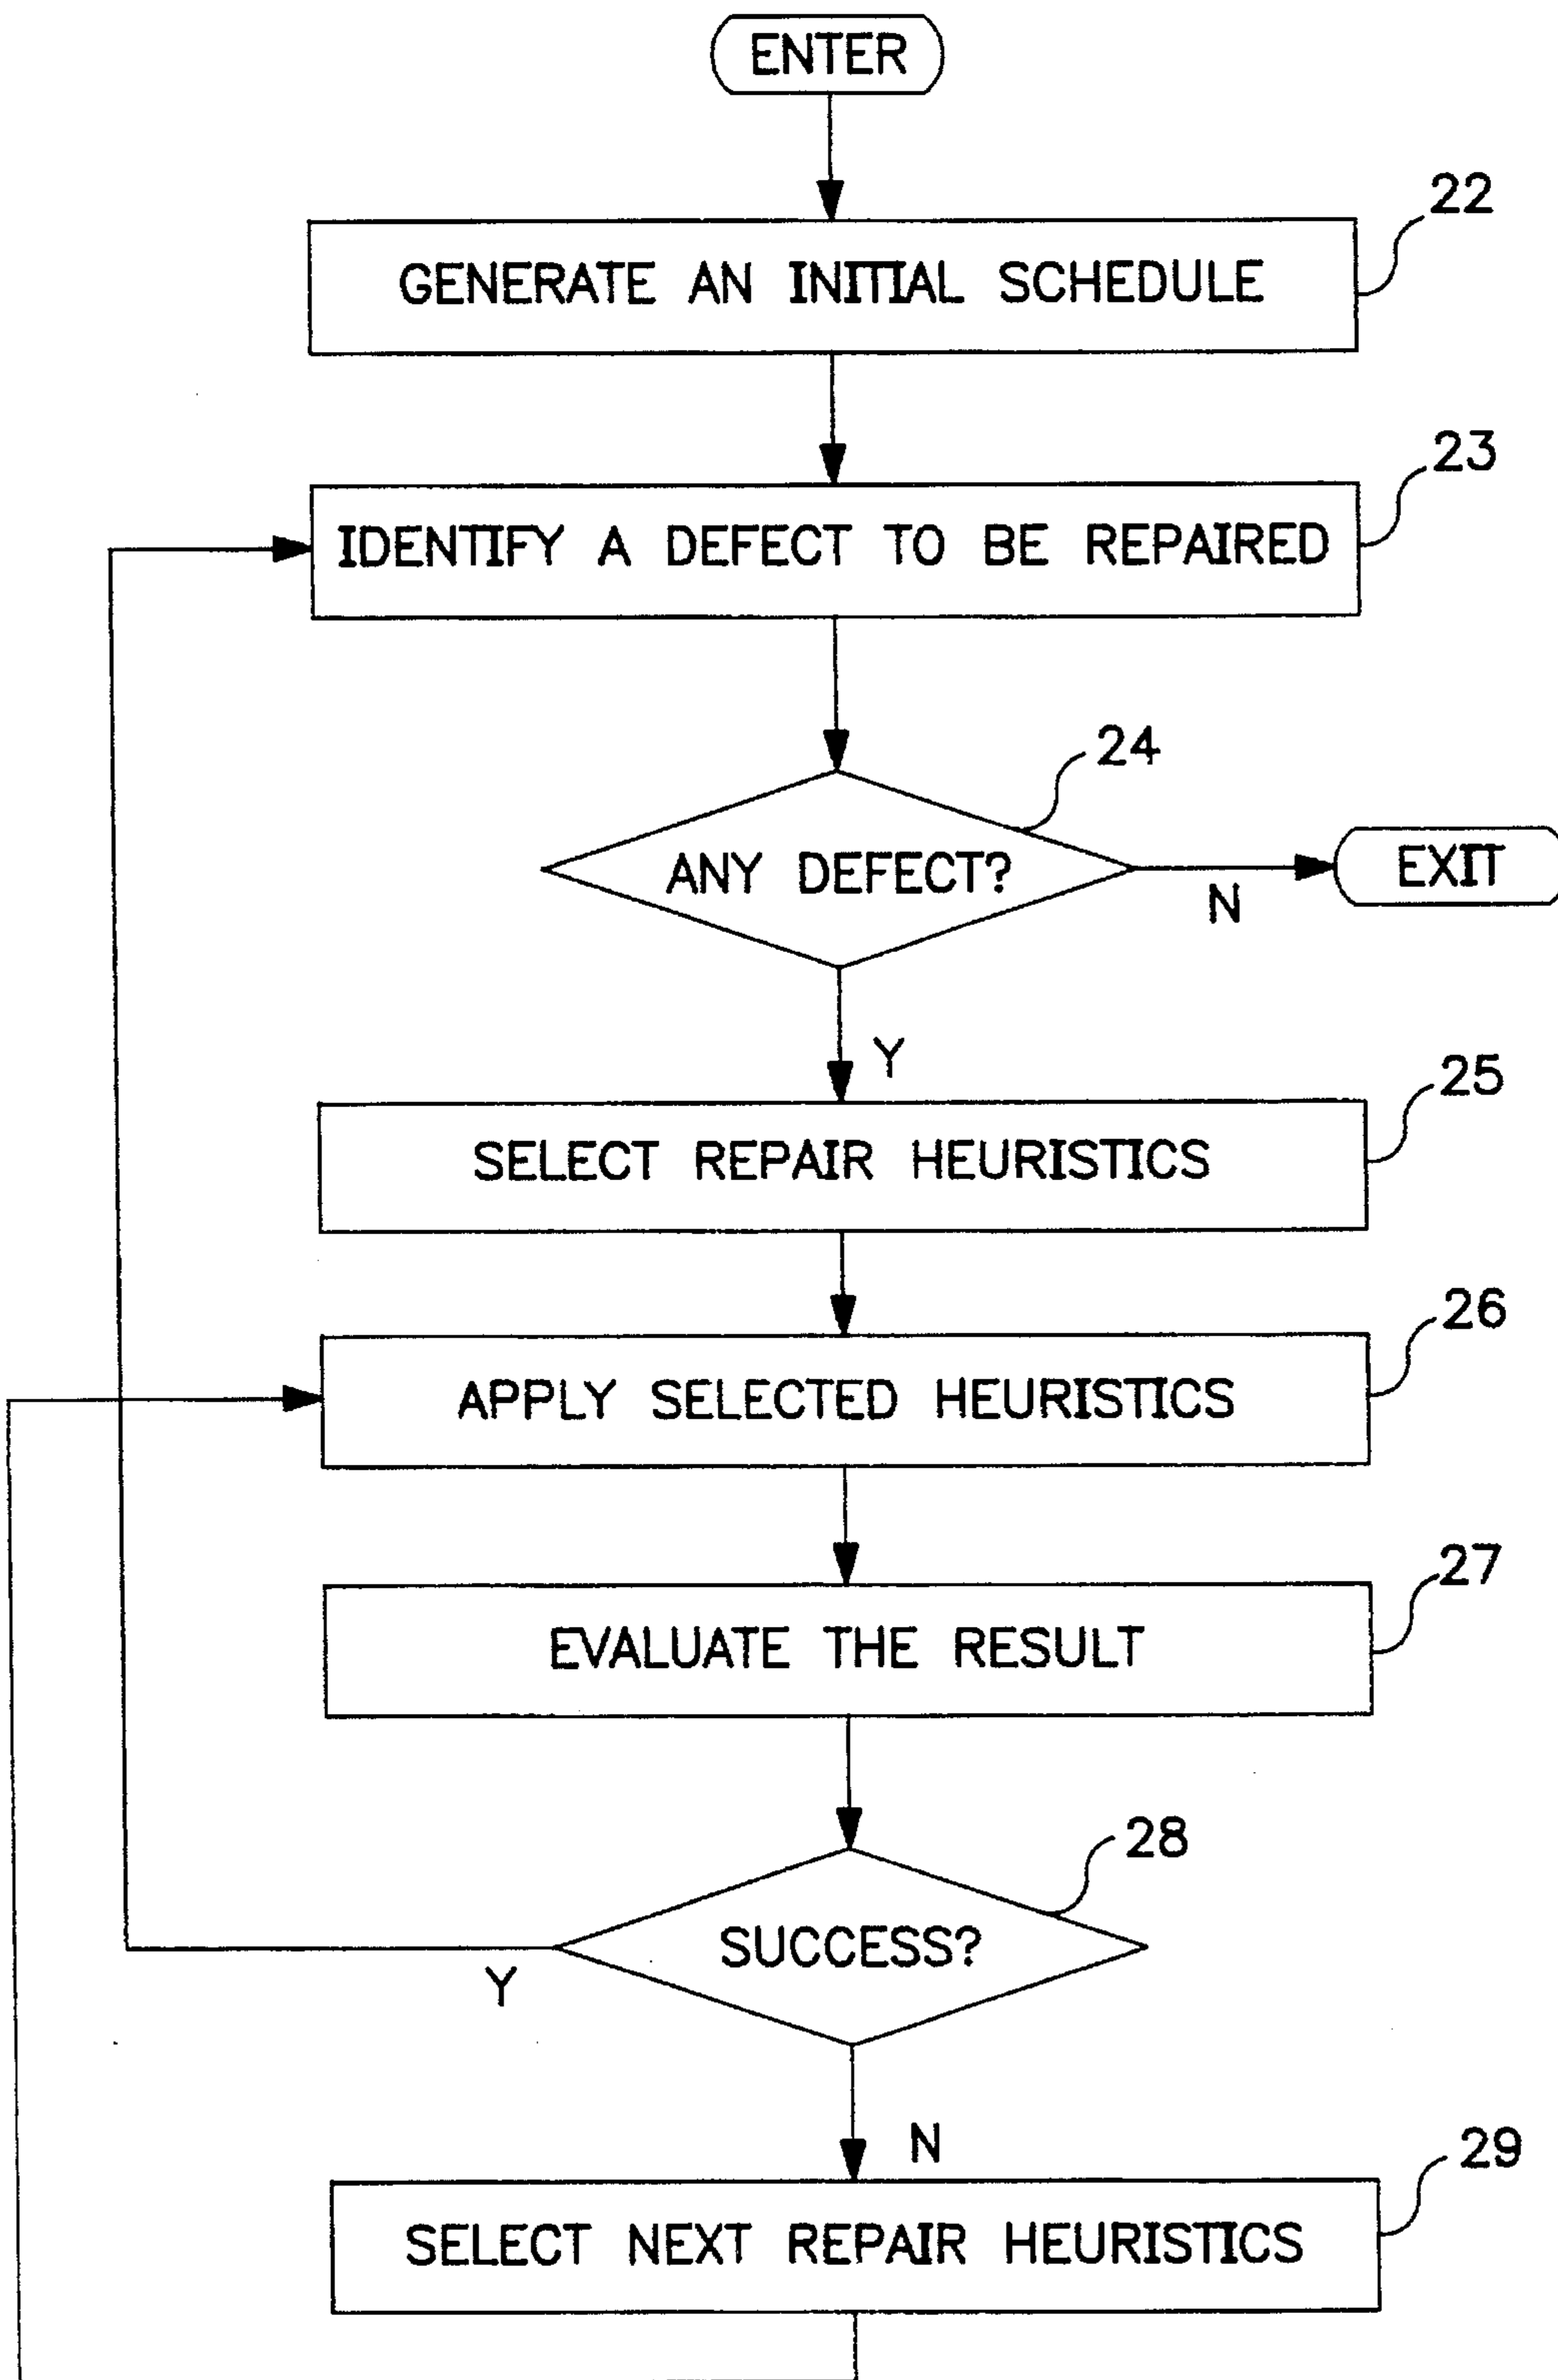 ENTER
22
GENERATE AN INITIAL SCHEDULE
23
IDENTIFY A DEFECT TO BE REPAIRED
24
ANY DEFECT?
EXIT
N
Y
25
SELECT REPAIR HEURISTICS
26
APPLY SELECTED HEURISTICS
27
EVALUATE THE RESULT
28
SUCCESS?
Y
N
29
SELECT NEXT REPAIR HEURISTICS